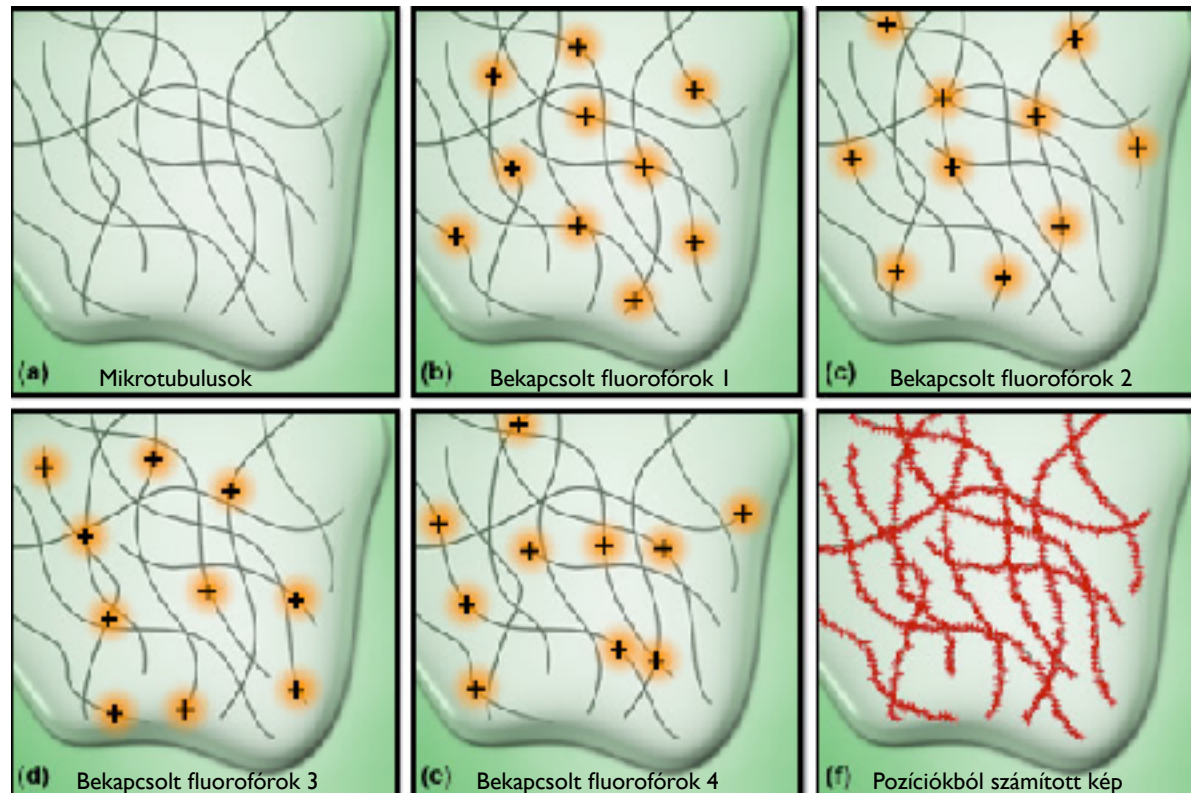 (a) Mikrotubulusok
(b) Bekapcsolt fluorofórok 1
(c) Bekapcsolt fluorofórok 2
(d) Bekapcsolt fluorofórok 3
(e) Bekapcsolt fluorofórok 4
(f) Pozíciókból számított kép